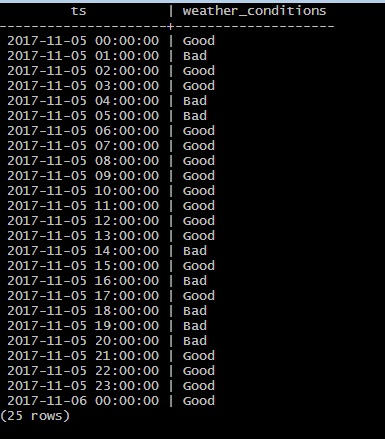 ts | weather_conditions
---------------------+--------------------
2017-11-05 00:00:00 | Good
2017-11-05 01:00:00 | Bad
2017-11-05 02:00:00 | Good
2017-11-05 03:00:00 | Good
2017-11-05 04:00:00 | Bad
2017-11-05 05:00:00 | Bad
2017-11-05 06:00:00 | Good
2017-11-05 07:00:00 | Good
2017-11-05 08:00:00 | Good
2017-11-05 09:00:00 | Good
2017-11-05 10:00:00 | Good
2017-11-05 11:00:00 | Good
2017-11-05 12:00:00 | Good
2017-11-05 13:00:00 | Good
2017-11-05 14:00:00 | Bad
2017-11-05 15:00:00 | Good
2017-11-05 16:00:00 | Bad
2017-11-05 17:00:00 | Good
2017-11-05 18:00:00 | Bad
2017-11-05 19:00:00 | Bad
2017-11-05 20:00:00 | Bad
2017-11-05 21:00:00 | Good
2017-11-05 22:00:00 | Good
2017-11-05 23:00:00 | Good
2017-11-06 00:00:00 | Good
(25 rows)